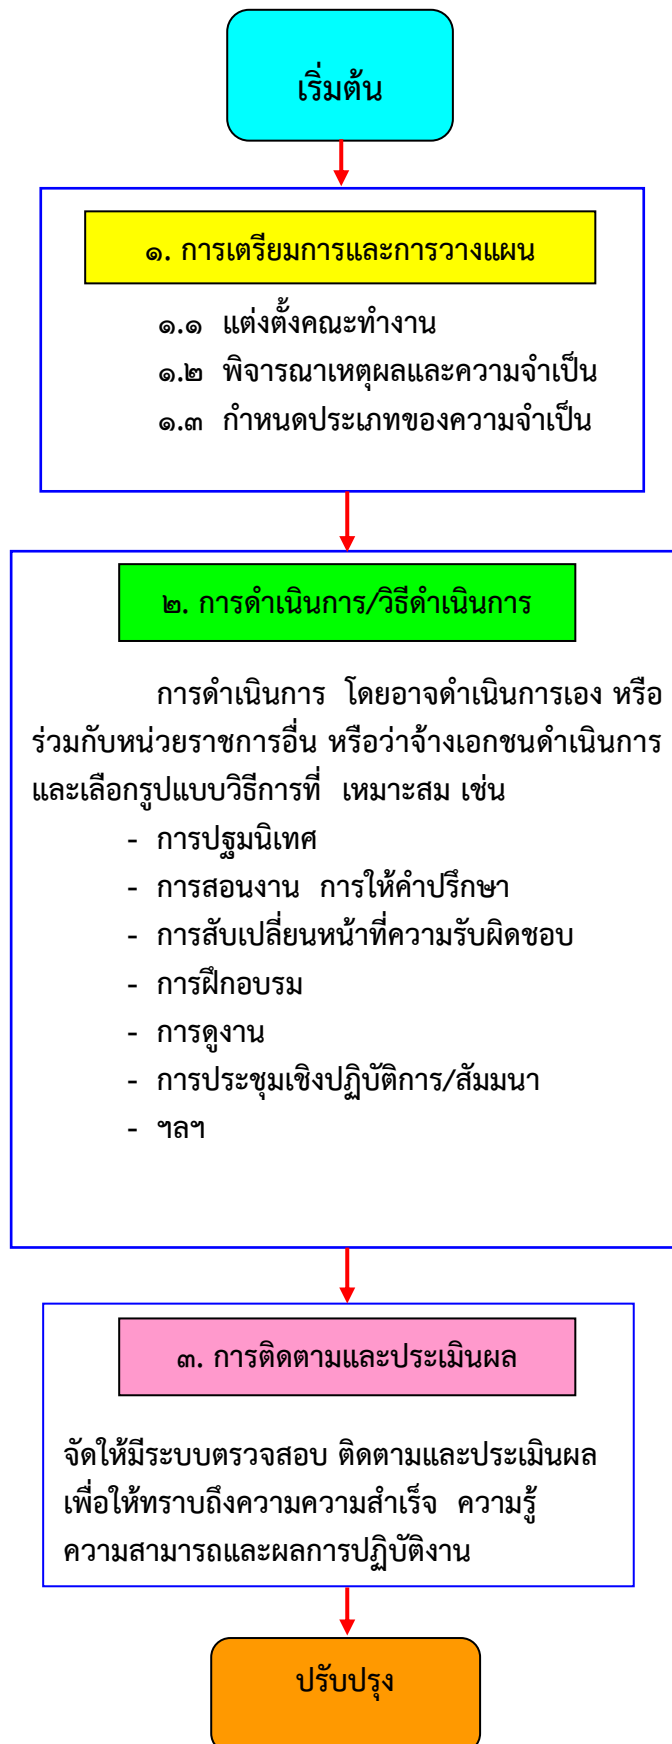 เริ่มต้น
๑. การเตรียมการและการวางแผน
๑.๑ แต่งตั้งคณะทำงาน
๑.๒ พิจารณาเหตุผลและความจำเป็น
๑.๓ กำหนดประเภทของความจำเป็น
๒. การดำเนินการ/วิธีดำเนินการ
การดำเนินการ โดยอาจดำเนินการเอง หรือ
ร่วมกับหน่วยราชการอื่น หรือว่าจ้างเอกชนดำเนินการ
และเลือกรูปแบบวิธีการที่ เหมาะสม เช่น
- การปฐมนิเทศ
- การสอนงาน การให้คำปรึกษา
- การสับเปลี่ยนหน้าที่ความรับผิดชอบ
- การฝึกอบรม
- การดูงาน
- การประชุมเชิงปฏิบัติการ/สัมมนา
- ฯลฯ
๓. การติดตามและประเมินผล
จัดให้มีระบบตรวจสอบ ติดตามและประเมินผล
เพื่อให้ทราบถึงความความสำเร็จ ความรู้
ความสามารถและผลการปฏิบัติงาน
ปรับปรุง